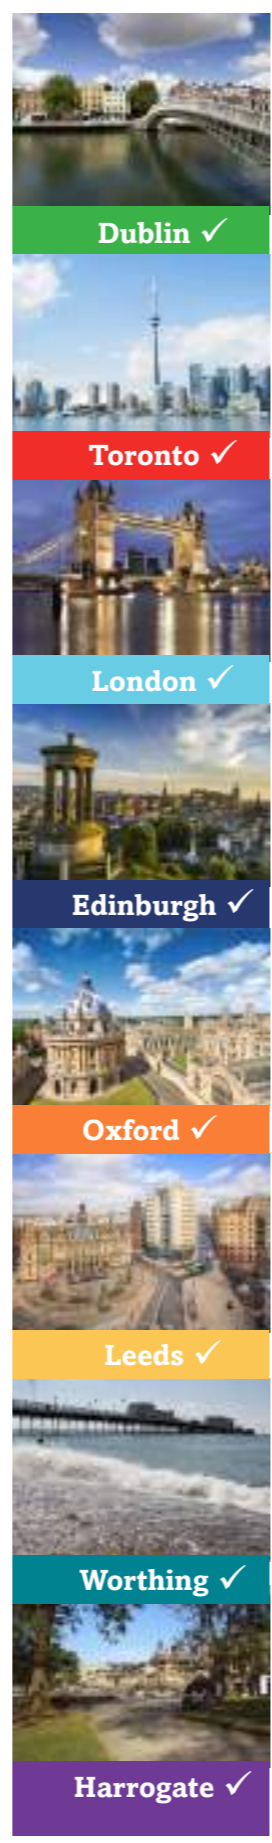 Dublin ✓
Toronto ✓
London ✓
Edinburgh ✓
Oxford ✓
Leeds ✓
Worthing ✓
Harrogate ✓